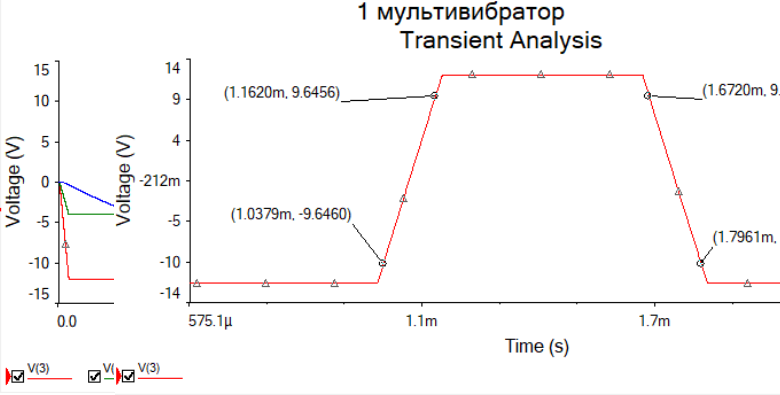 1 мультивибратор
Transient Analysis
Voltage (V)
15
10
5
0
-5
-10
-15
0.0
Voltage (V)
14
9
4
-212m
-5
-10
-14
(1.1620m, 9.6456)
(1.6720m, 9.
(1.0379m, -9.6460)
(1.7961m,
575.1µ
1.1m
1.7m
Time (s)
V(3)
V(
V(3)